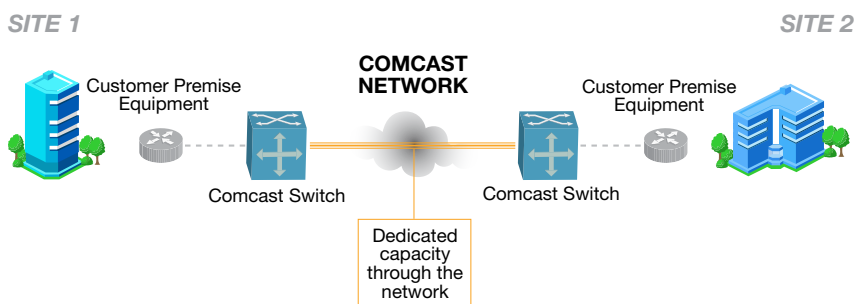 SITE 1
SITE 2
COMCAST
NETWORK
Customer Premise
Equipment
Customer Premise
Equipment
Comcast Switch
Comcast Switch
Dedicated
capacity
through the
network